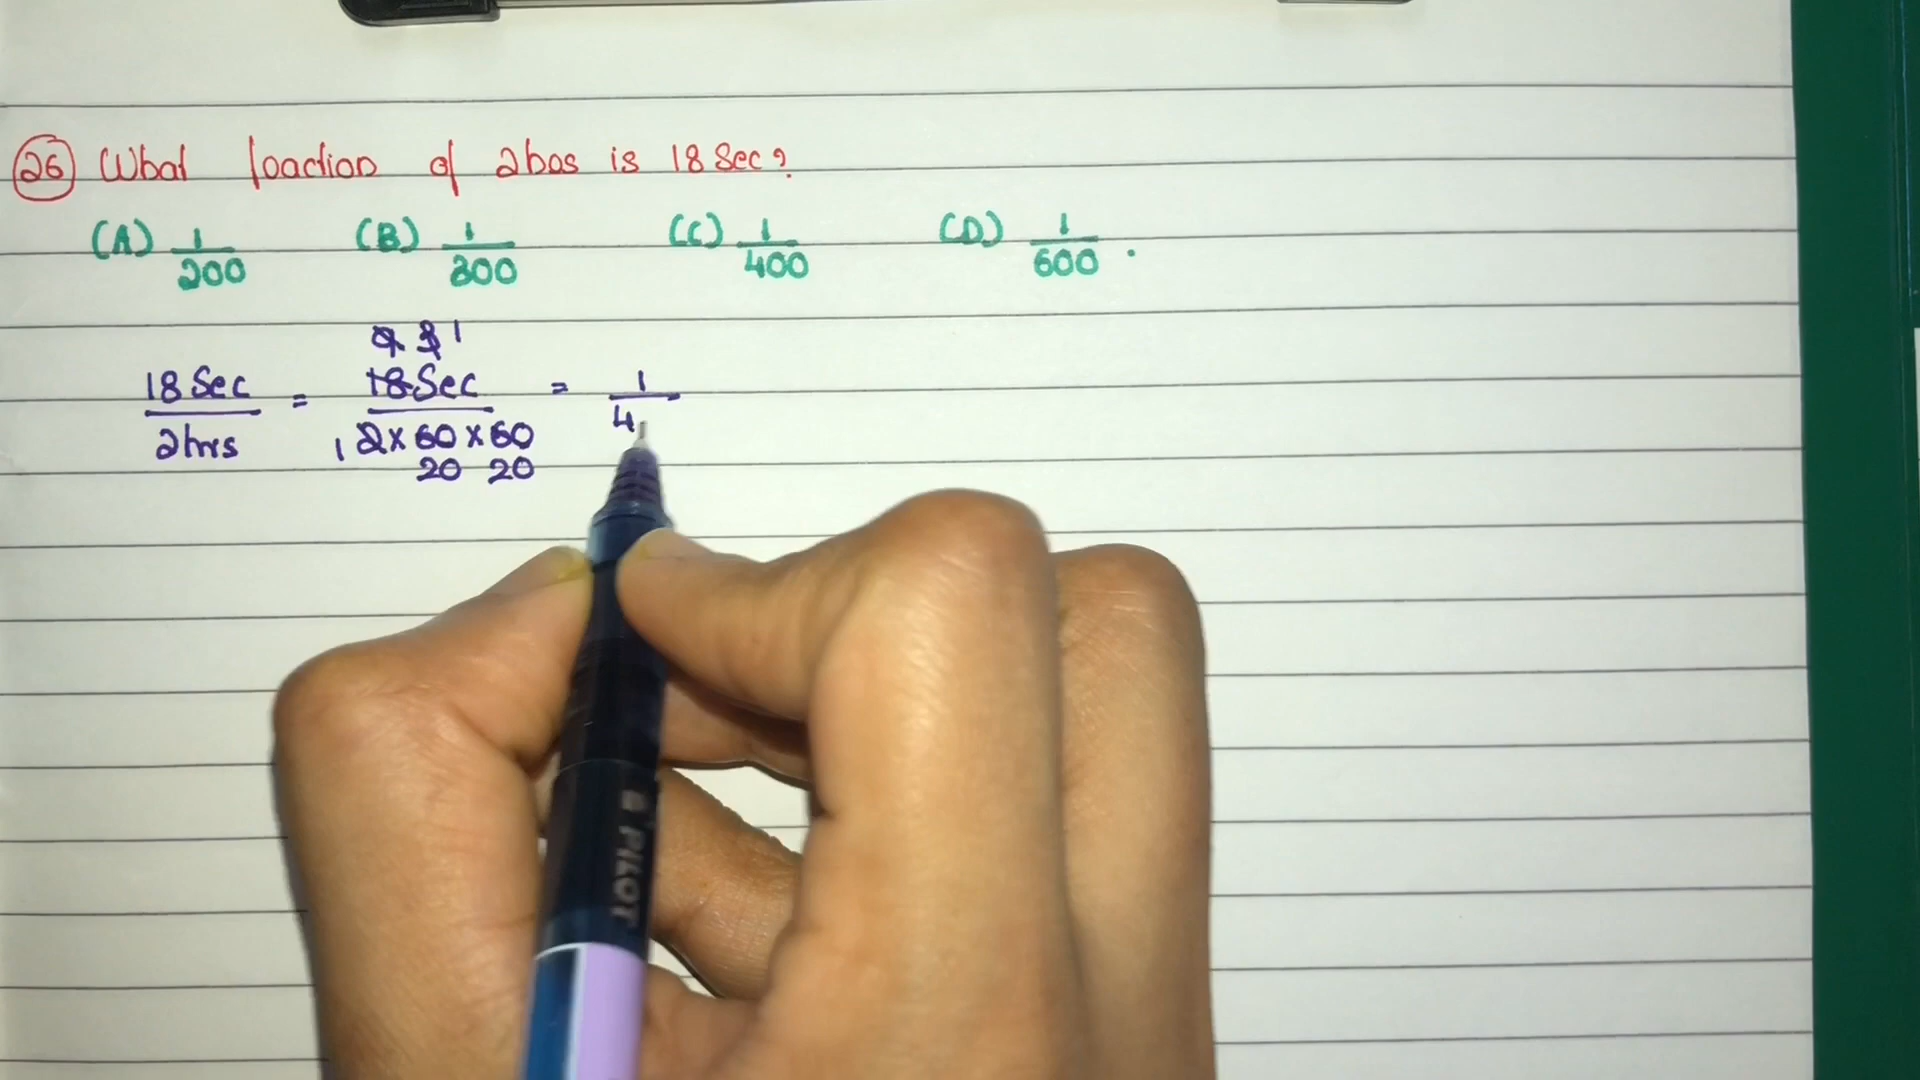 26 What fraction of 2hrs is 18 Sec?
(A) 1/200 (B) 1/300 (C) 1/400 (D) 1/600.
9 3 1
18 Sec / 2hrs = 18 Sec / 2 x 60 x 60 = 1 / 4
1 20 20
PILOT